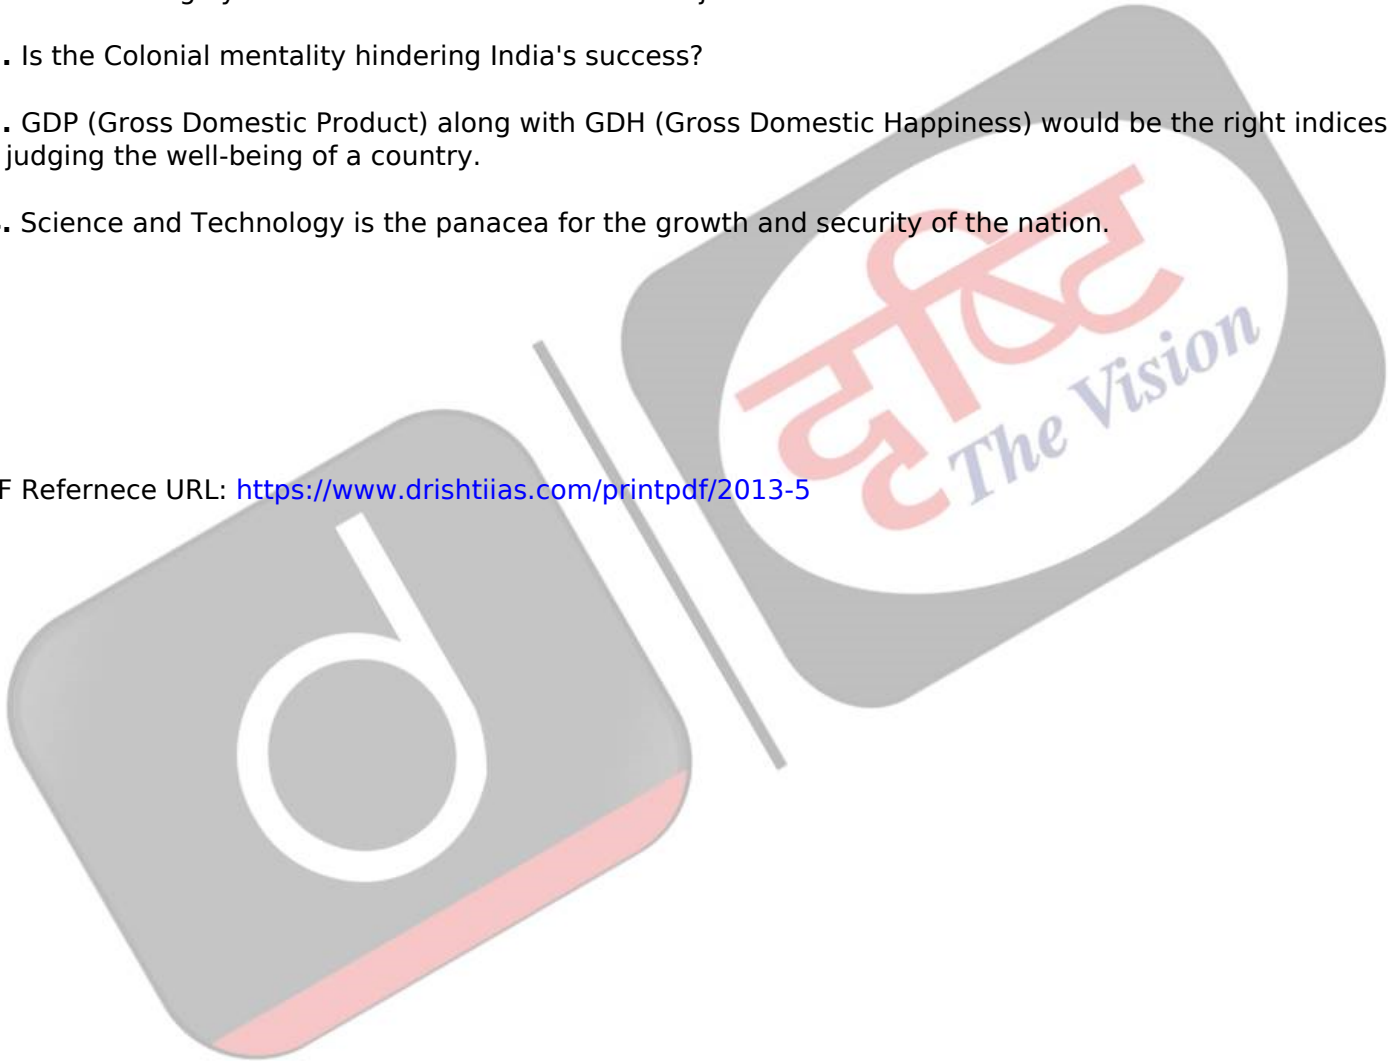 . Is the Colonial mentality hindering India's success?
. GDP (Gross Domestic Product) along with GDH (Gross Domestic Happiness) would be the right indices
judging the well-being of a country.
. Science and Technology is the panacea for the growth and security of the nation.
दृष्टि
The Vision
F Refernece URL: https://www.drishtiias.com/printpdf/2013-5
d